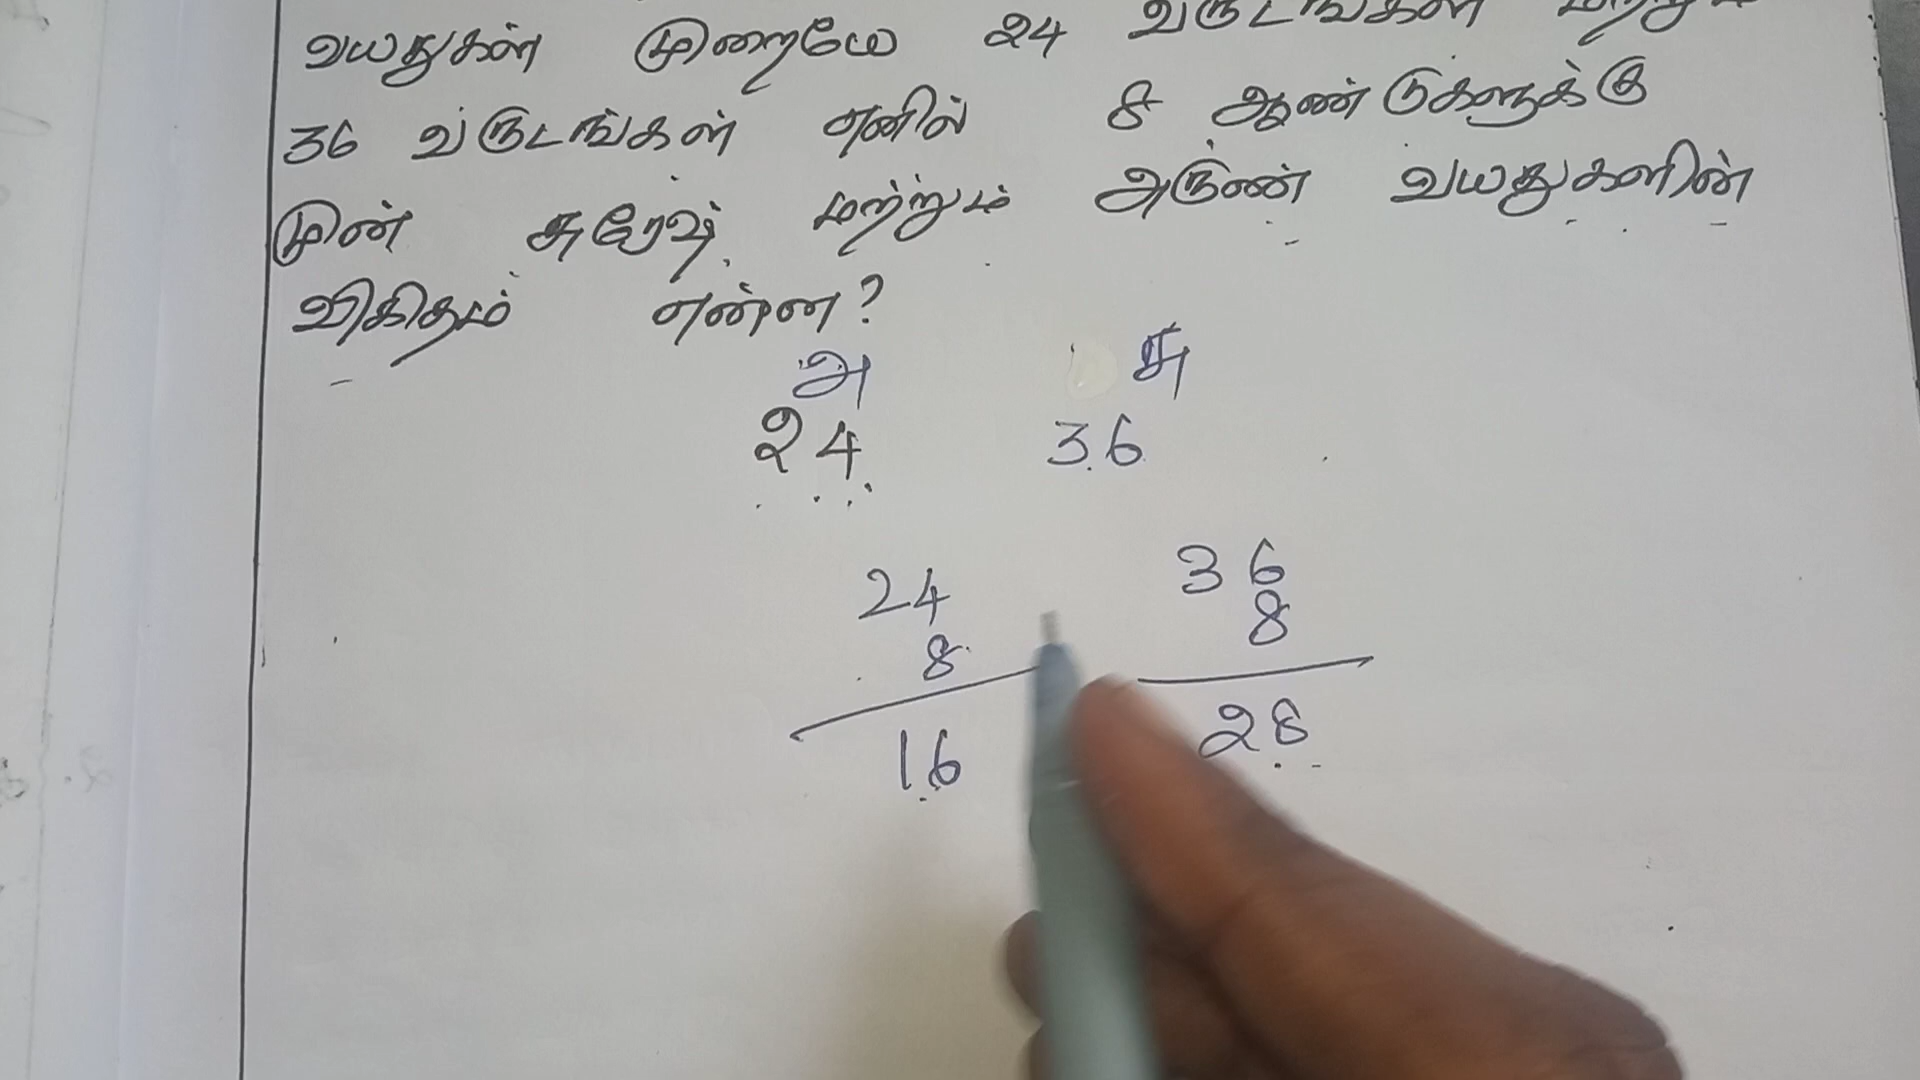 வயதுகள் முறையே 24 வருடங்கள் மற்றும்
36 வருடங்கள் எனில் 8 ஆண்டுகளுக்கு
முன் சுரேஷ் மற்றும் அருண் வயதுகளின்
விகிதம் என்ன?
அ சு
24 36
24 36
8 8
16 28